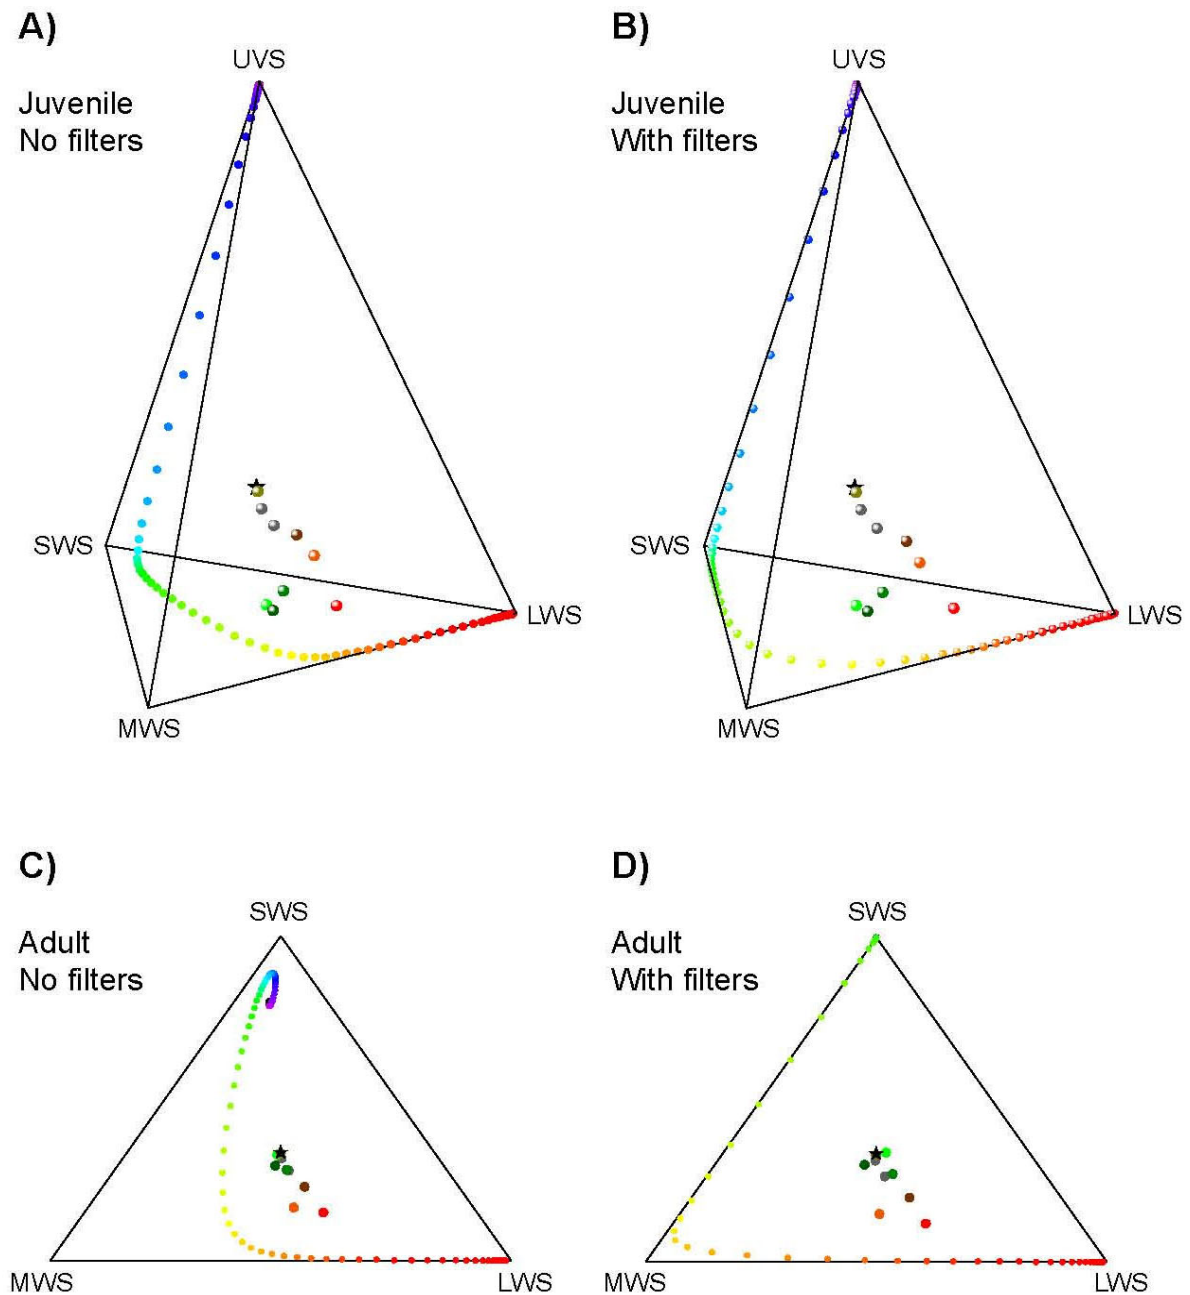 A)
UVS
Juvenile
No filters
SWS
LWS
MWS
B)
UVS
Juvenile
With filters
SWS
LWS
MWS
C)
SWS
Adult
No filters
MWS
LWS
D)
SWS
Adult
With filters
MWS
LWS